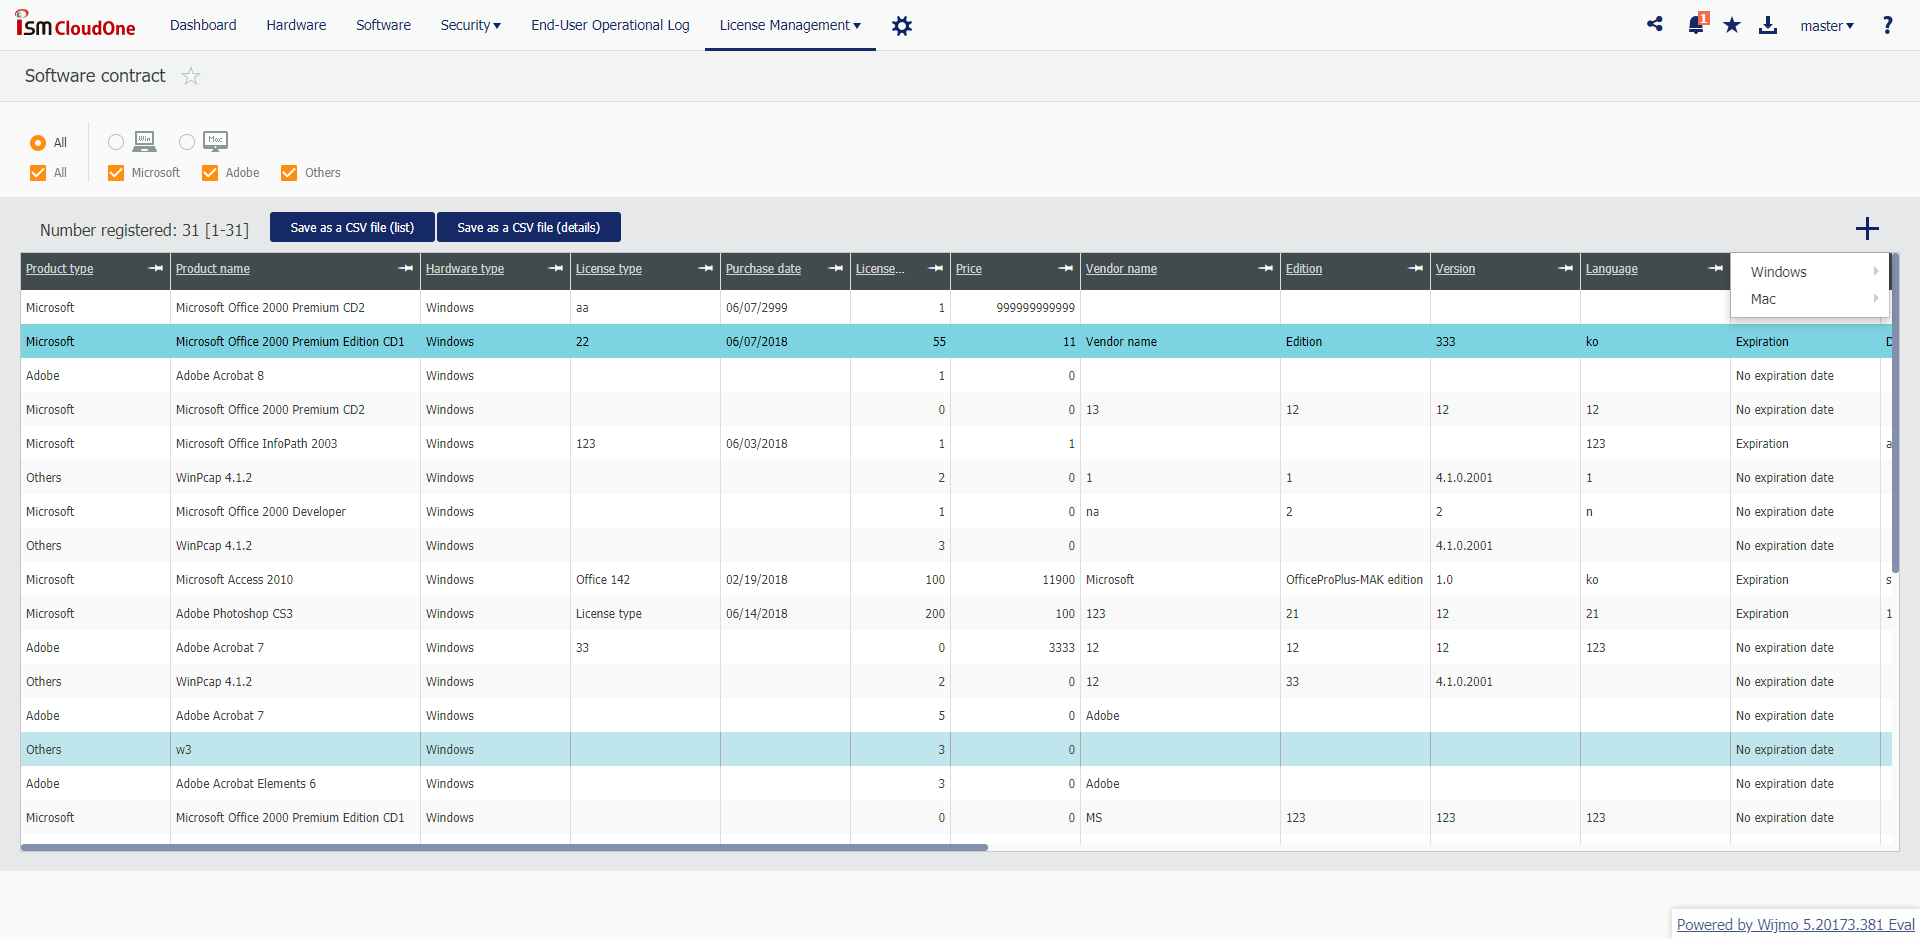 iSM CloudOne Dashboard Hardware Software Security End-User Operational Log License Management 1 master ?
Software contract
All Win Mac
All Microsoft Adobe Others
Number registered: 31 [1-31] Save as a CSV file (list) Save as a CSV file (details)
Product type Product name Hardware type License type Purchase date License... Price Vendor name Edition Version Language
Windows
Mac
Microsoft Microsoft Office 2000 Premium CD2 Windows aa 06/07/2999 1 999999999999
Microsoft Microsoft Office 2000 Premium Edition CD1 Windows 22 06/07/2018 55 11 Vendor name Edition 333 ko Expiration D
Adobe Adobe Acrobat 8 Windows 1 0 No expiration date
Microsoft Microsoft Office 2000 Premium CD2 Windows 0 0 13 12 12 12 No expiration date
Microsoft Microsoft Office InfoPath 2003 Windows 123 06/03/2018 1 1 123 Expiration a
Others WinPcap 4.1.2 Windows 2 0 1 1 4.1.0.2001 1 No expiration date
Microsoft Microsoft Office 2000 Developer Windows 1 0 na 2 2 n No expiration date
Others WinPcap 4.1.2 Windows 3 0 4.1.0.2001 No expiration date
Microsoft Microsoft Access 2010 Windows Office 142 02/19/2018 100 11900 Microsoft OfficeProPlus-MAK edition 1.0 ko Expiration s
Microsoft Adobe Photoshop CS3 Windows License type 06/14/2018 200 100 123 21 12 21 Expiration 1
Adobe Adobe Acrobat 7 Windows 33 0 3333 12 12 12 123 No expiration date
Others WinPcap 4.1.2 Windows 2 0 12 33 4.1.0.2001 No expiration date
Adobe Adobe Acrobat 7 Windows 5 0 Adobe No expiration date
Others w3 Windows 3 0 No expiration date
Adobe Adobe Acrobat Elements 6 Windows 3 0 Adobe No expiration date
Microsoft Microsoft Office 2000 Premium Edition CD1 Windows 0 0 MS 123 123 123 No expiration date
Powered by Wijmo 5.20173.381 Eval